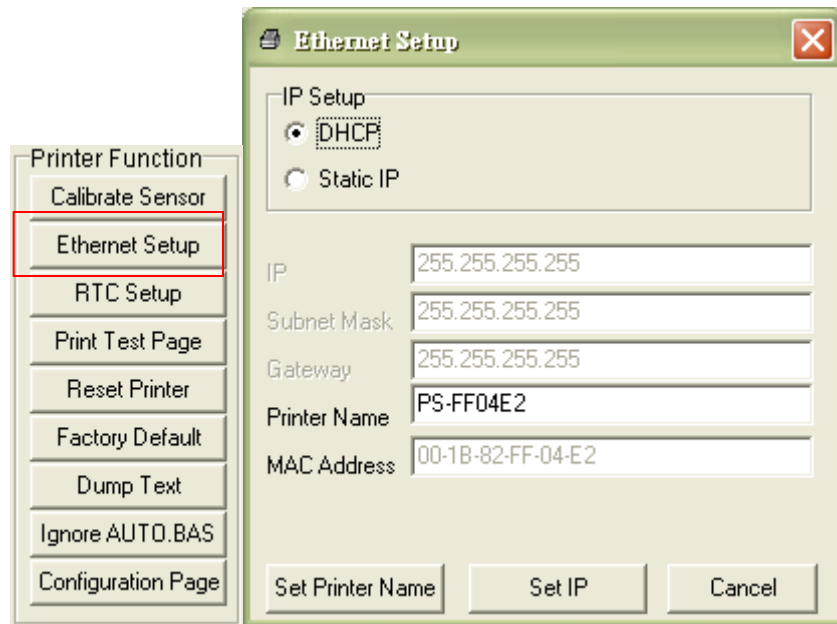 Printer Function
Calibrate Sensor
Ethernet Setup
RTC Setup
Print Test Page
Reset Printer
Factory Default
Dump Text
Ignore AUTO.BAS
Configuration Page
Ethernet Setup
IP Setup
DHCP
Static IP
IP 255.255.255.255
Subnet Mask 255.255.255.255
Gateway 255.255.255.255
Printer Name PS-FF04E2
MAC Address 00-1B-82-FF-04-E2
Set Printer Name Set IP Cancel